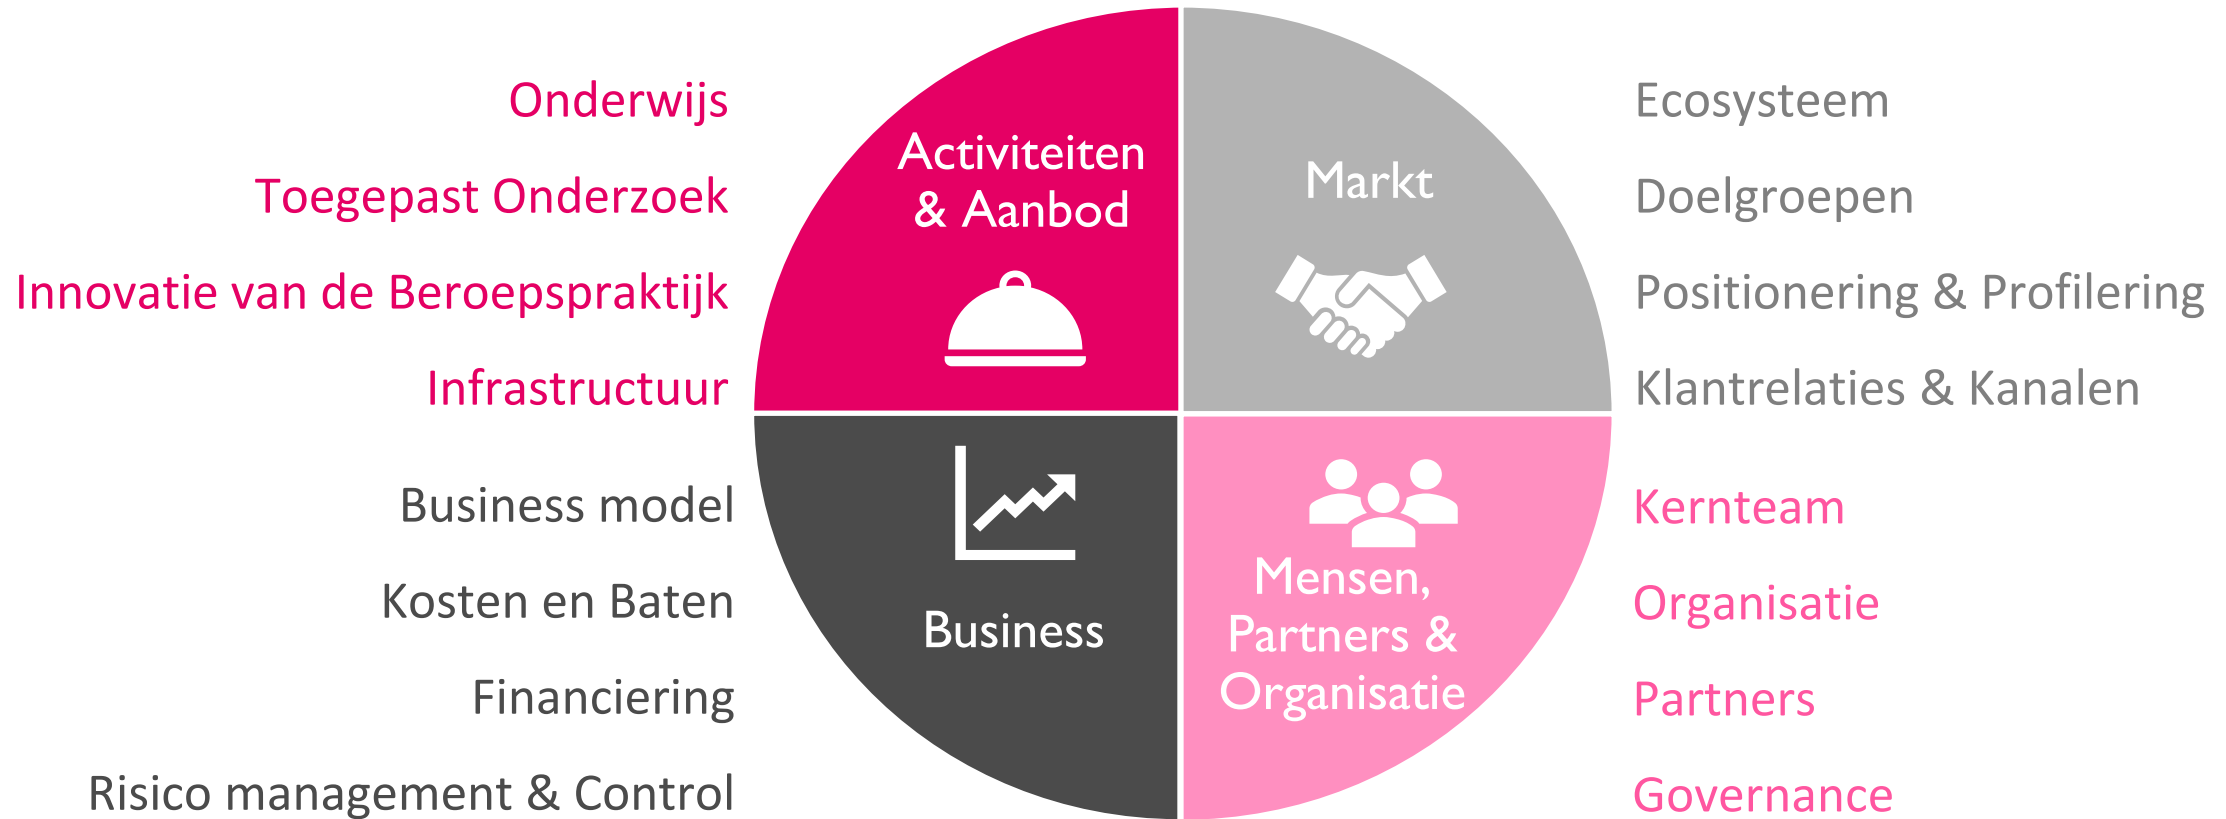 Onderwijs
Toegepast Onderzoek
Innovatie van de Beroepspraktijk
Infrastructuur
Activiteiten
& Aanbod
Markt
Ecosysteem
Doelgroepen
Positionering & Profilering
Klantrelaties & Kanalen
Business model
Kosten en Baten
Financiering
Risico management & Control
Business
Mensen,
Partners &
Organisatie
Kernteam
Organisatie
Partners
Governance